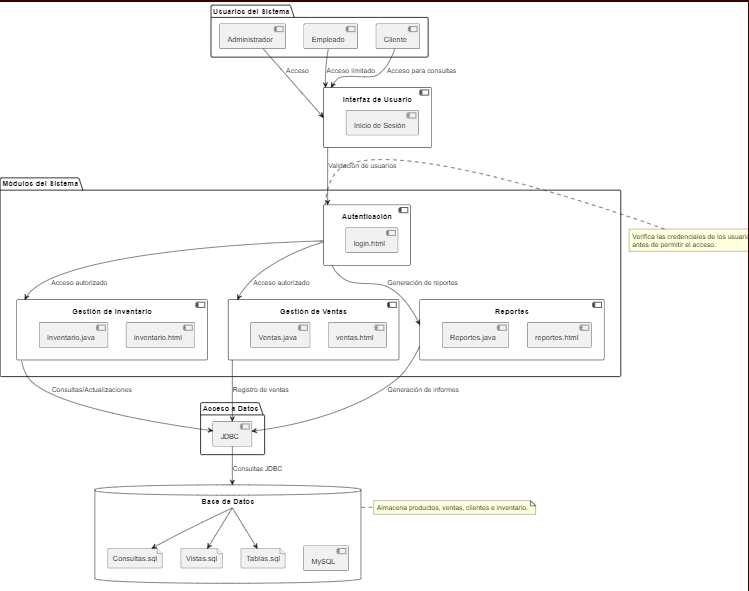 Usuarios del Sistema
Administrador
Empleado
Cliente
Acceso
Acceso limitado
Acceso para consultas
Interfaz de Usuario
Inicio de Sesión
Validación de usuarios
Módulos del Sistema
Autenticación
login.html
Verifica las credenciales de los usuario
antes de permitir el acceso.
Acceso autorizado
Acceso autorizado
Generación de reportes
Gestión de Inventario
Inventario.java
inventario.html
Gestión de Ventas
Ventas.java
ventas.html
Reportes
Reportes.java
reportes.html
Consultas/Actualizaciones
Registro de ventas
Generación de informes
Acceso a Datos
JDBC
Consultas JDBC
Base de Datos
Almacena productos, ventas, clientes e inventario.
Consultas.sql
Vistas.sql
Tablas.sql
MySQL